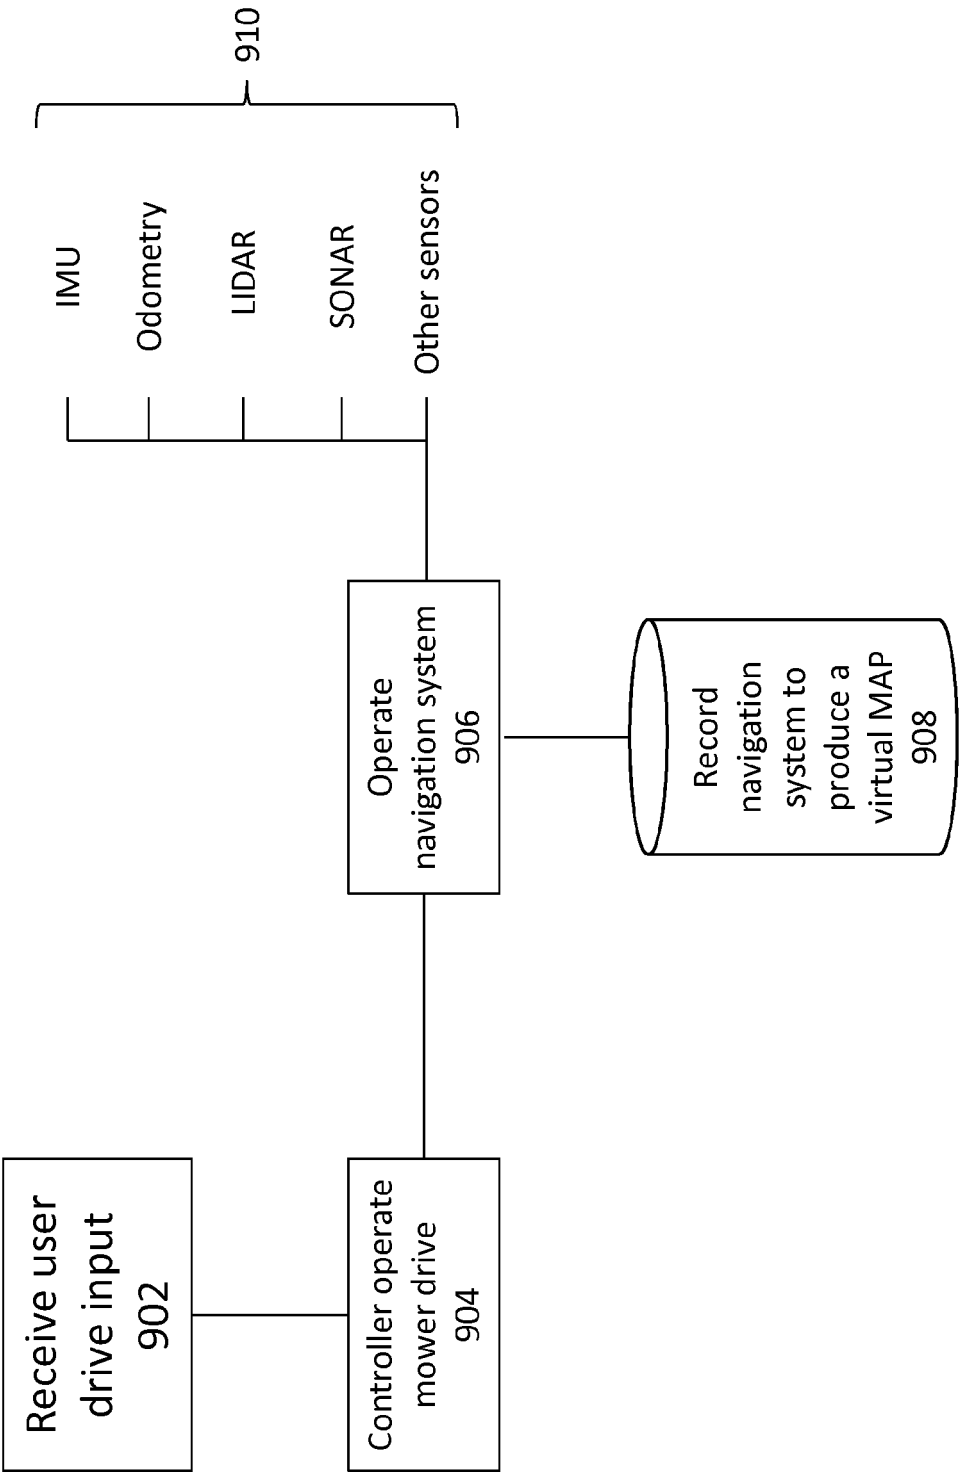 Receive user
drive input
902
Controller operate
mower drive
904
Operate
navigation system
906
Record
navigation
system to
produce a
virtual MAP
908
IMU
Odometry
LIDAR
SONAR
Other sensors
910